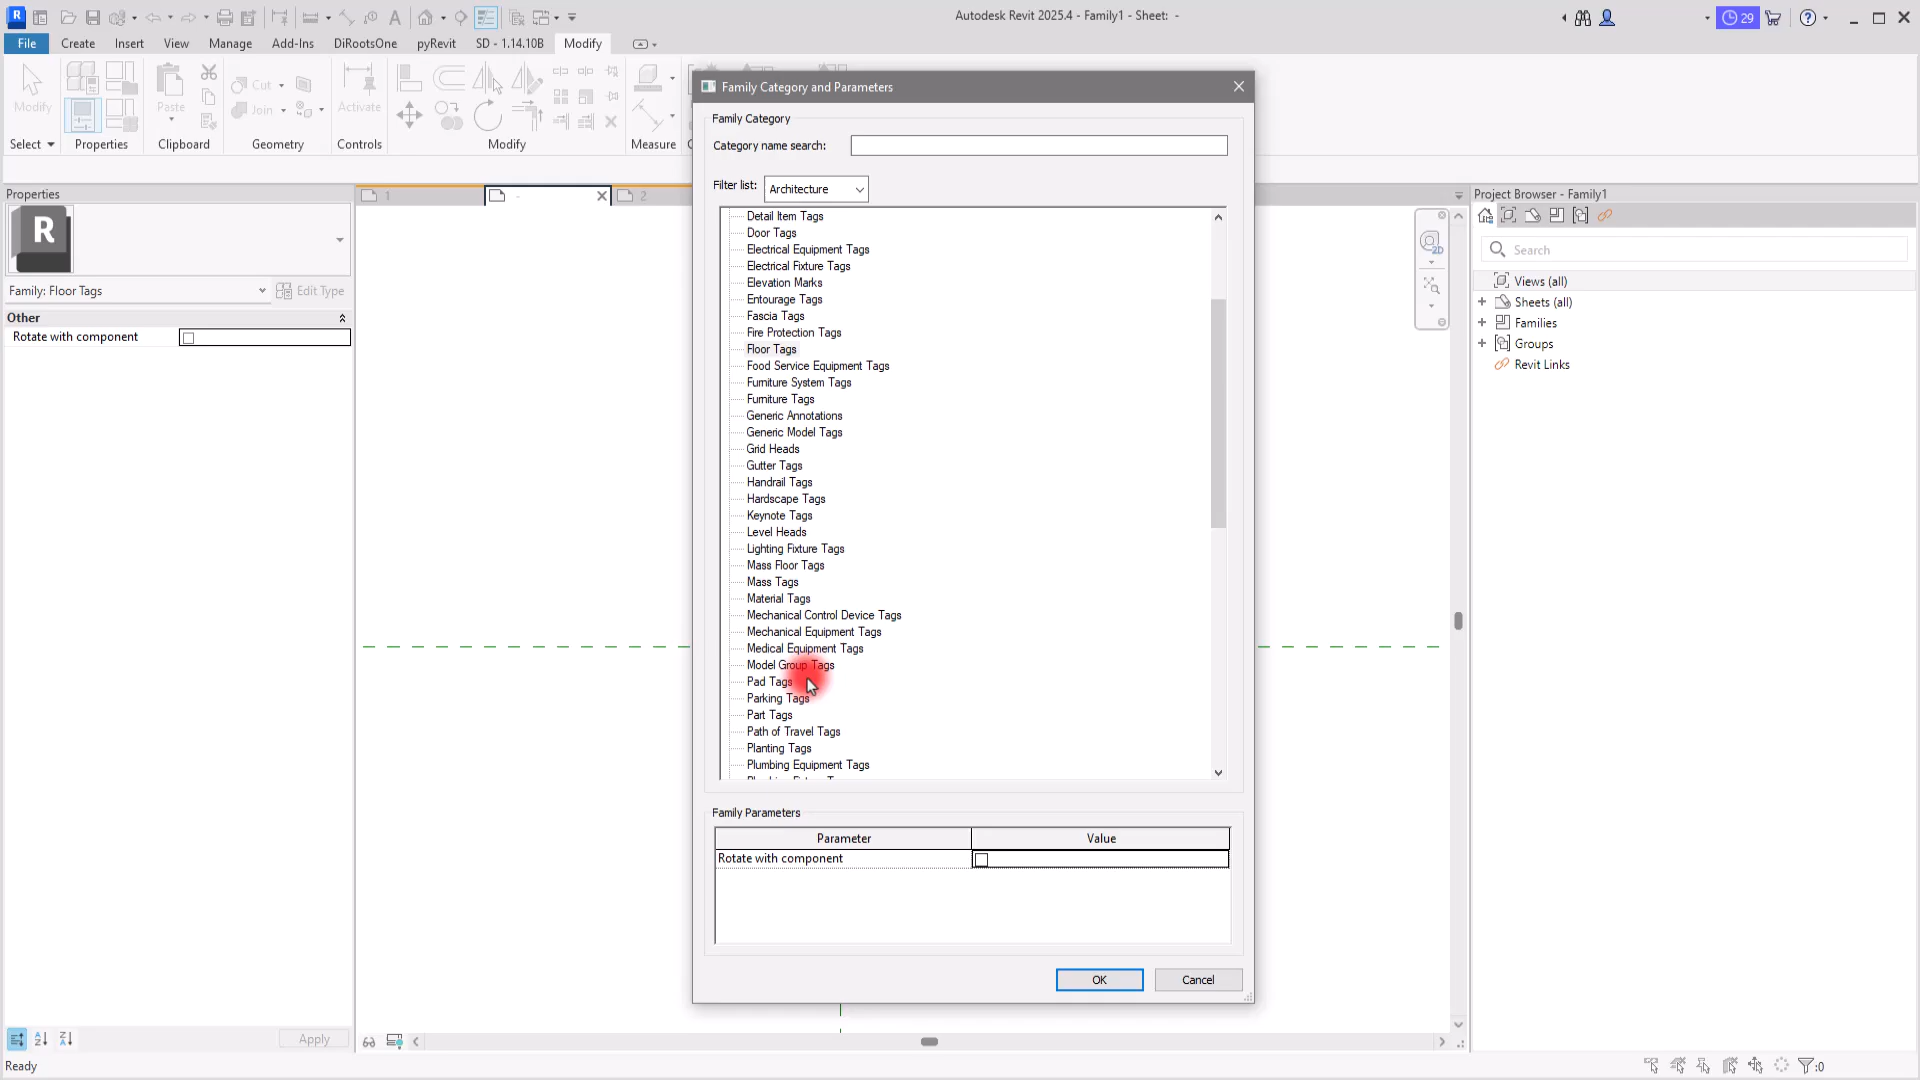 Autodesk Revit 2025.4 - Family1 - Sheet: -
29
File
Create
Insert
View
Manage
Add-Ins
DiRootsOne
pyRevit
SD - 1.14.10B
Modify
Modify
Paste
Cut
Join
Activate
Select
Properties
Clipboard
Geometry
Controls
Modify
Measure
Properties
R
Family: Floor Tags
Edit Type
Other
Rotate with component
Apply
Ready
1
-
2
Family Category and Parameters
Family Category
Category name search:
Filter list:
Architecture
Detail Item Tags
Door Tags
Electrical Equipment Tags
Electrical Fixture Tags
Elevation Marks
Entourage Tags
Fascia Tags
Fire Protection Tags
Floor Tags
Food Service Equipment Tags
Furniture System Tags
Furniture Tags
Generic Annotations
Generic Model Tags
Grid Heads
Gutter Tags
Handrail Tags
Hardscape Tags
Keynote Tags
Level Heads
Lighting Fixture Tags
Mass Floor Tags
Mass Tags
Material Tags
Mechanical Control Device Tags
Mechanical Equipment Tags
Medical Equipment Tags
Model Group Tags
Pad Tags
Parking Tags
Part Tags
Path of Travel Tags
Planting Tags
Plumbing Equipment Tags
Family Parameters
Parameter Value
Rotate with component
OK
Cancel
2D
Project Browser - Family1
Search
Views (all)
Sheets (all)
Families
Groups
Revit Links
:0